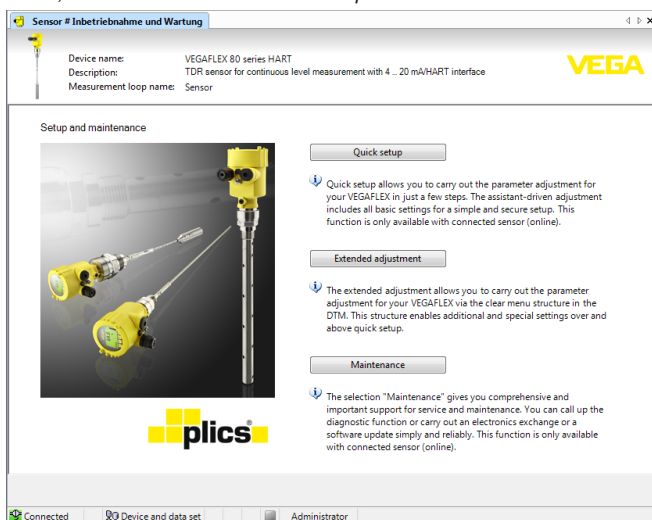 Sensor # Inbetriebnahme und Wartung
Device name: VEGAFLEX 80 series HART
Description: TDR sensor for continuous level measurement with 4 .. 20 mA/HART interface
Measurement loop name: Sensor
VEGA
Setup and maintenance
Quick setup
Quick setup allows you to carry out the parameter adjustment for
your VEGAFLEX in just a few steps. The assistant-driven adjustment
includes all basic settings for a simple and secure setup. This
function is only available with connected sensor (online).
Extended adjustment
The extended adjustment allows you to carry out the parameter
adjustment for your VEGAFLEX via the clear menu structure in the
DTM. This structure enables additional and special settings over and
above quick setup.
Maintenance
The selection "Maintenance" gives you comprehensive and
important support for service and maintenance. You can call up the
diagnostic function or carry out an electronics exchange or a
software update simply and reliably. This function is only available
with connected sensor (online).
plics®
Connected Device and data set Administrator